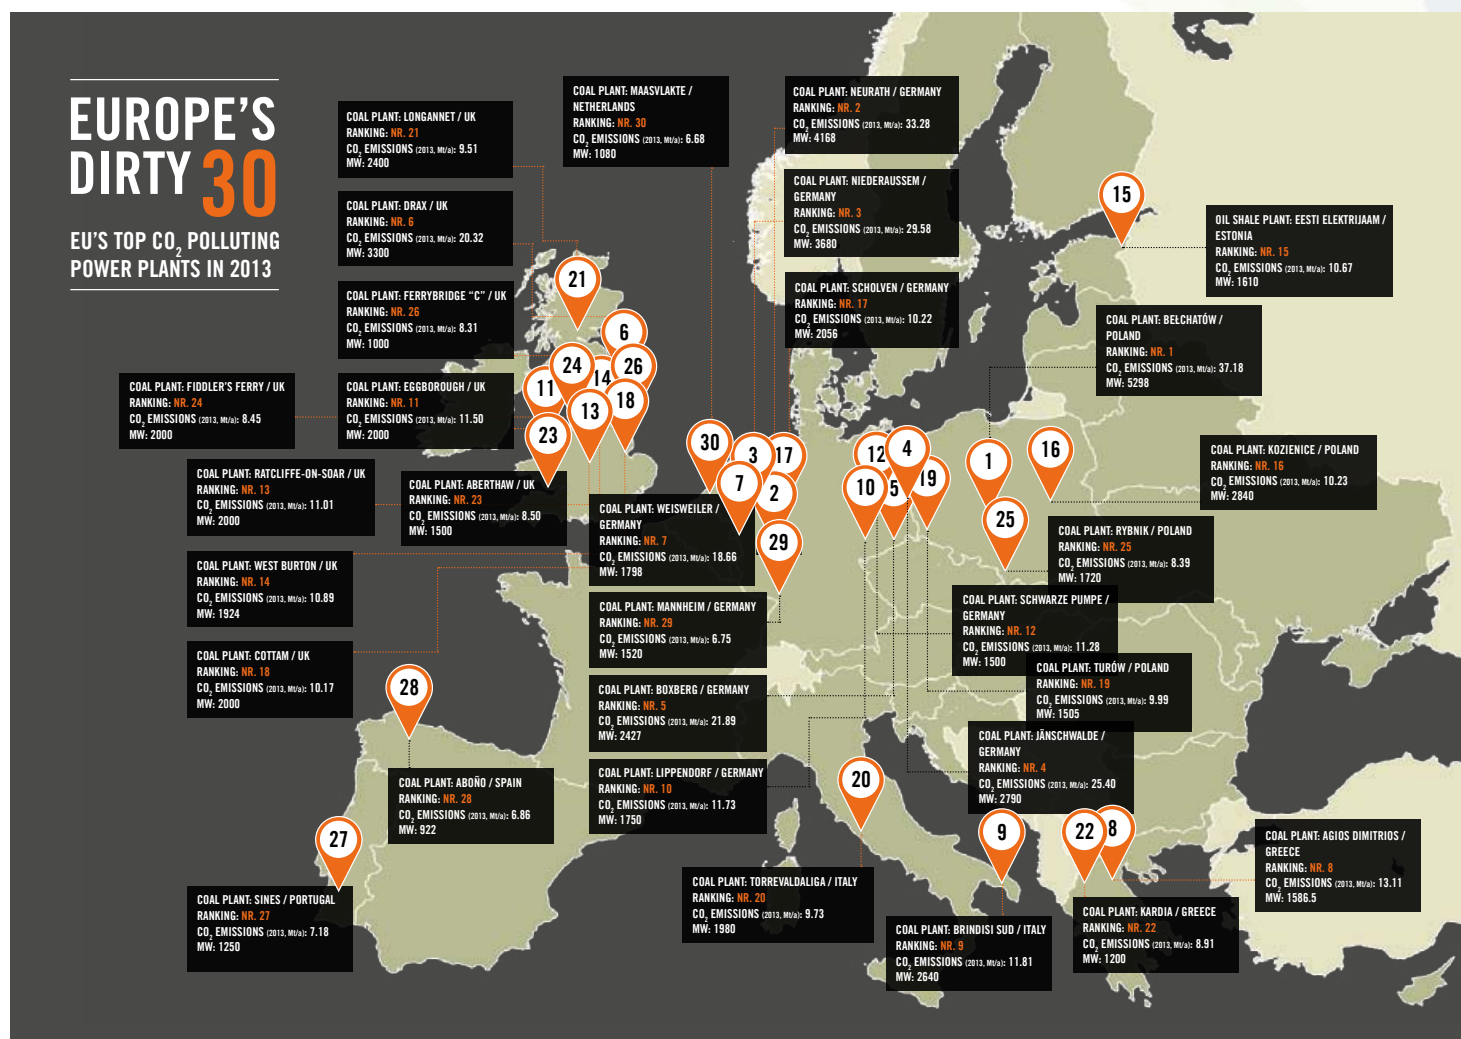 EUROPE'S
DIRTY 30
EU'S TOP CO2 POLLUTING
POWER PLANTS IN 2013
COAL PLANT: LONGANNET / UK
RANKING: NR. 21
CO2 EMISSIONS (2013, Mt/a): 9.51
MW: 2400
COAL PLANT: DRAX / UK
RANKING: NR. 6
CO2 EMISSIONS (2013, Mt/a): 20.32
MW: 3300
COAL PLANT: FERRYBRIDGE “C” / UK
RANKING: NR. 26
CO2 EMISSIONS (2013, Mt/a): 8.31
MW: 1000
COAL PLANT: FIDDLER'S FERRY / UK
RANKING: NR. 24
CO2 EMISSIONS (2013, Mt/a): 8.45
MW: 2000
COAL PLANT: EGGBOROUGH / UK
RANKING: NR. 11
CO2 EMISSIONS (2013, Mt/a): 11.50
MW: 2000
COAL PLANT: RATCLIFFE-ON-SOAR / UK
RANKING: NR. 13
CO2 EMISSIONS (2013, Mt/a): 11.01
MW: 2000
COAL PLANT: ABERTHAW / UK
RANKING: NR. 23
CO2 EMISSIONS (2013, Mt/a): 8.50
MW: 1500
COAL PLANT: WEST BURTON / UK
RANKING: NR. 14
CO2 EMISSIONS (2013, Mt/a): 10.89
MW: 1924
COAL PLANT: COTTAM / UK
RANKING: NR. 18
CO2 EMISSIONS (2013, Mt/a): 10.17
MW: 2000
COAL PLANT: ABOÑO / SPAIN
RANKING: NR. 28
CO2 EMISSIONS (2013, Mt/a): 6.86
MW: 922
COAL PLANT: SINES / PORTUGAL
RANKING: NR. 27
CO2 EMISSIONS (2013, Mt/a): 7.18
MW: 1250
COAL PLANT: MAASVLAKTE /
NETHERLANDS
RANKING: NR. 30
CO2 EMISSIONS (2013, Mt/a): 6.68
MW: 1080
COAL PLANT: NEURATH / GERMANY
RANKING: NR. 2
CO2 EMISSIONS (2013, Mt/a): 33.28
MW: 4168
COAL PLANT: NIEDERAUSSEM /
GERMANY
RANKING: NR. 3
CO2 EMISSIONS (2013, Mt/a): 29.58
MW: 3680
COAL PLANT: SCHOLVEN / GERMANY
RANKING: NR. 17
CO2 EMISSIONS (2013, Mt/a): 10.22
MW: 2056
COAL PLANT: WEISWEILER /
GERMANY
RANKING: NR. 7
CO2 EMISSIONS (2013, Mt/a): 18.66
MW: 1798
COAL PLANT: MANNHEIM / GERMANY
RANKING: NR. 29
CO2 EMISSIONS (2013, Mt/a): 6.75
MW: 1520
COAL PLANT: BOXBERG / GERMANY
RANKING: NR. 5
CO2 EMISSIONS (2013, Mt/a): 21.89
MW: 2427
COAL PLANT: LIPPENDORF / GERMANY
RANKING: NR. 10
CO2 EMISSIONS (2013, Mt/a): 11.73
MW: 1750
COAL PLANT: TORREVALDALIGA / ITALY
RANKING: NR. 20
CO2 EMISSIONS (2013, Mt/a): 9.73
MW: 1980
COAL PLANT: BRINDISI SUD / ITALY
RANKING: NR. 9
CO2 EMISSIONS (2013, Mt/a): 11.81
MW: 2640
OIL SHALE PLANT: EESTI ELEKTRIJAAM /
ESTONIA
RANKING: NR. 15
CO2 EMISSIONS (2013, Mt/a): 10.67
MW: 1610
COAL PLANT: BEŁCHATÓW /
POLAND
RANKING: NR. 1
CO2 EMISSIONS (2013, Mt/a): 37.18
MW: 5298
COAL PLANT: KOZIENICE / POLAND
RANKING: NR. 16
CO2 EMISSIONS (2013, Mt/a): 10.23
MW: 2840
COAL PLANT: RYBNIK / POLAND
RANKING: NR. 25
CO2 EMISSIONS (2013, Mt/a): 8.39
MW: 1720
COAL PLANT: SCHWARZE PUMPE /
GERMANY
RANKING: NR. 12
CO2 EMISSIONS (2013, Mt/a): 11.28
MW: 1500
COAL PLANT: TURÓW / POLAND
RANKING: NR. 19
CO2 EMISSIONS (2013, Mt/a): 9.99
MW: 1505
COAL PLANT: JÄNSCHWALDE /
GERMANY
RANKING: NR. 4
CO2 EMISSIONS (2013, Mt/a): 25.40
MW: 2790
COAL PLANT: AGIOS DIMITRIOS /
GREECE
RANKING: NR. 8
CO2 EMISSIONS (2013, Mt/a): 13.11
MW: 1586.5
COAL PLANT: KARDIA / GREECE
RANKING: NR. 22
CO2 EMISSIONS (2013, Mt/a): 8.91
MW: 1200
15
21
6
24
14
26
11
13
18
23
30
3
17
7
2
29
12
4
10
5
19
1
16
25
28
27
20
9
22
8